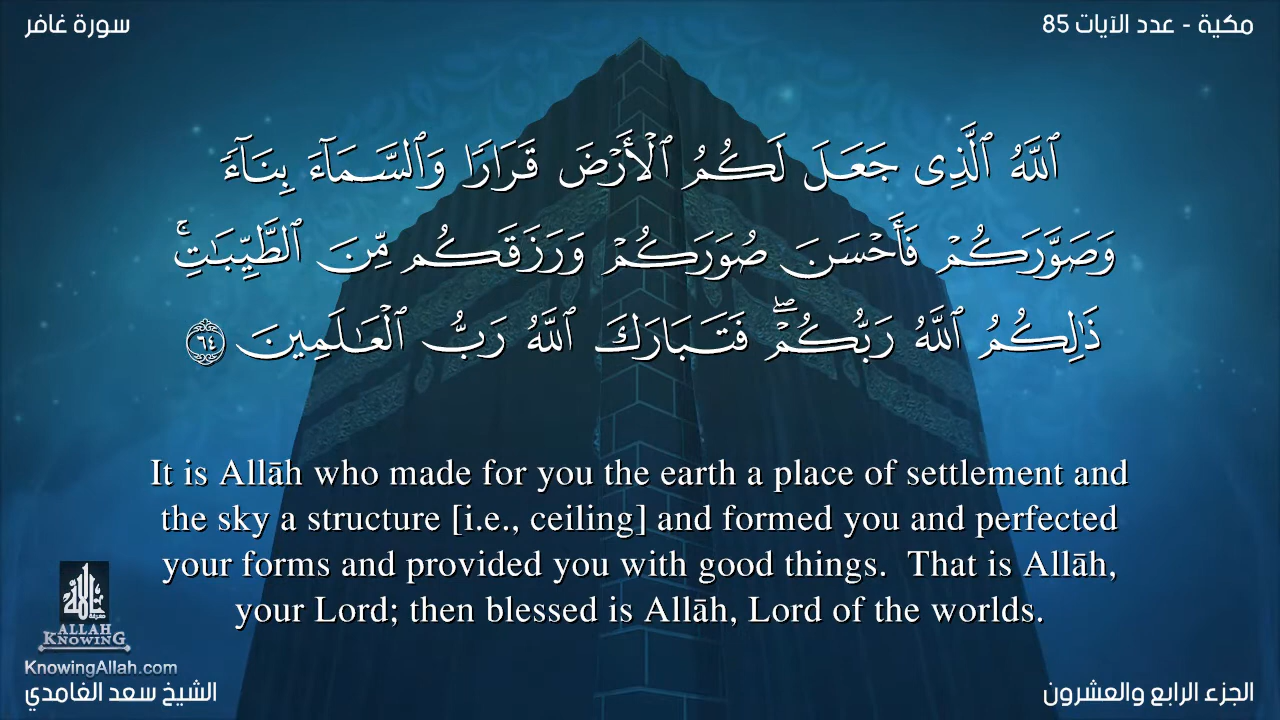 سورة غافر
مكية - عدد الآيات 85
ٱللَّهُ ٱلَّذِى جَعَلَ لَكُمُ ٱلْأَرْضَ قَرَارًا وَٱلسَّمَآءَ بِنَآءً
وَصَوَّرَكُمْ فَأَحْسَنَ صُوَرَكُمْ وَرَزَقَكُم مِّنَ ٱلطَّيِّبَـٰتِ ۚ
ذَٰلِكُمُ ٱللَّهُ رَبُّكُمْ ۖ فَتَبَارَكَ ٱللَّهُ رَبُّ ٱلْعَـٰلَمِينَ ٦٤
It is Allāh who made for you the earth a place of settlement and
the sky a structure [i.e., ceiling] and formed you and perfected
your forms and provided you with good things. That is Allāh,
your Lord; then blessed is Allāh, Lord of the worlds.
ALLAH
KNOWING
KnowingAllah.com
الشيخ سعد الغامدي
الجزء الرابع والعشرون